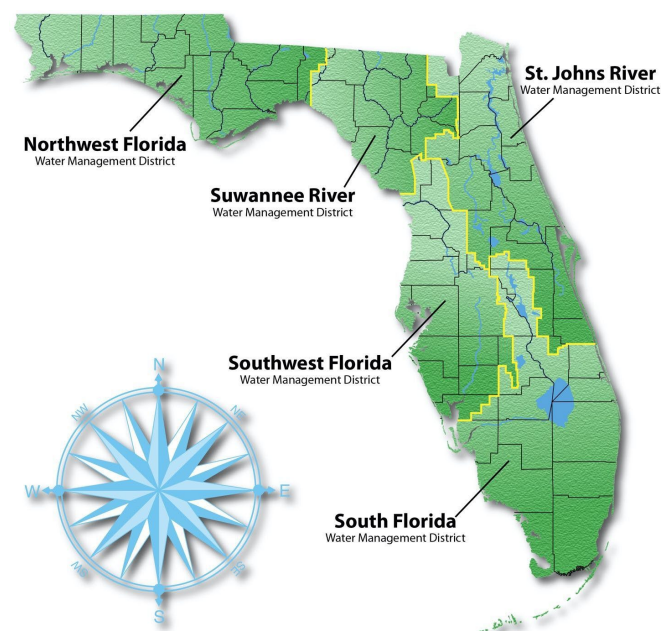 St. Johns River
Water Management District
Northwest Florida
Water Management District
Suwannee River
Water Management District
Southwest Florida
Water Management District
N
NW
NE
W
E
SW
SE
S
South Florida
Water Management District